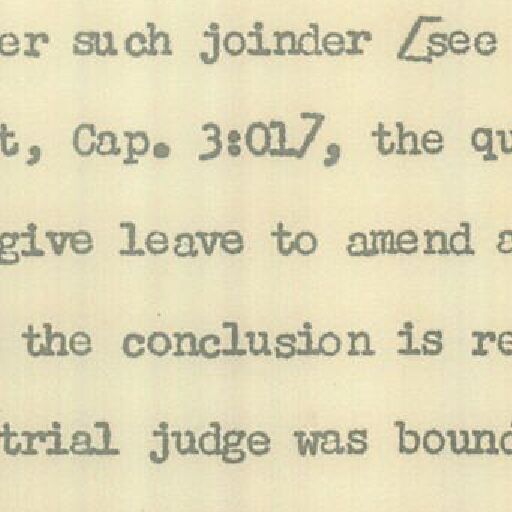 er such joinder [see
t, Cap. 3:01], the qu
give leave to amend a
the conclusion is re
trial judge was bound